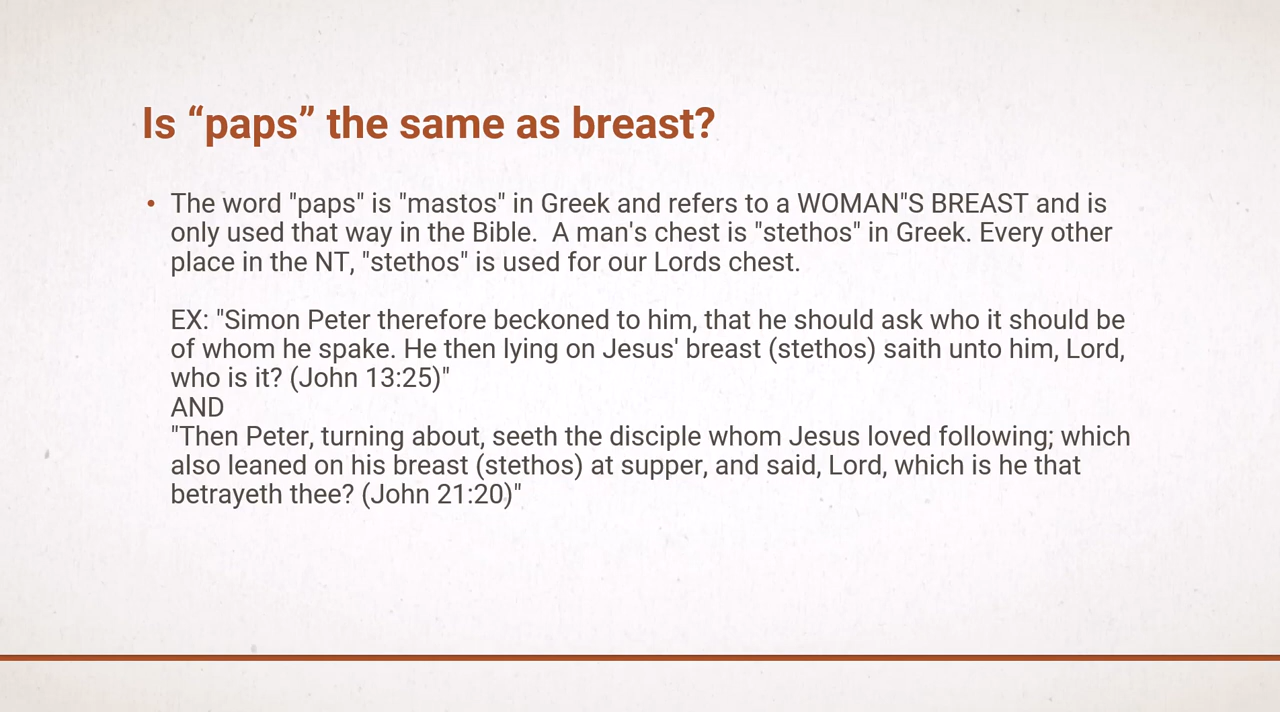 Is “paps” the same as breast?
• The word "paps" is "mastos" in Greek and refers to a WOMAN"S BREAST and is
only used that way in the Bible.  A man's chest is "stethos" in Greek. Every other
place in the NT, "stethos" is used for our Lords chest.
EX: "Simon Peter therefore beckoned to him, that he should ask who it should be
of whom he spake. He then lying on Jesus' breast (stethos) saith unto him, Lord,
who is it? (John 13:25)"
AND
"Then Peter, turning about, seeth the disciple whom Jesus loved following; which
also leaned on his breast (stethos) at supper, and said, Lord, which is he that
betrayeth thee? (John 21:20)"